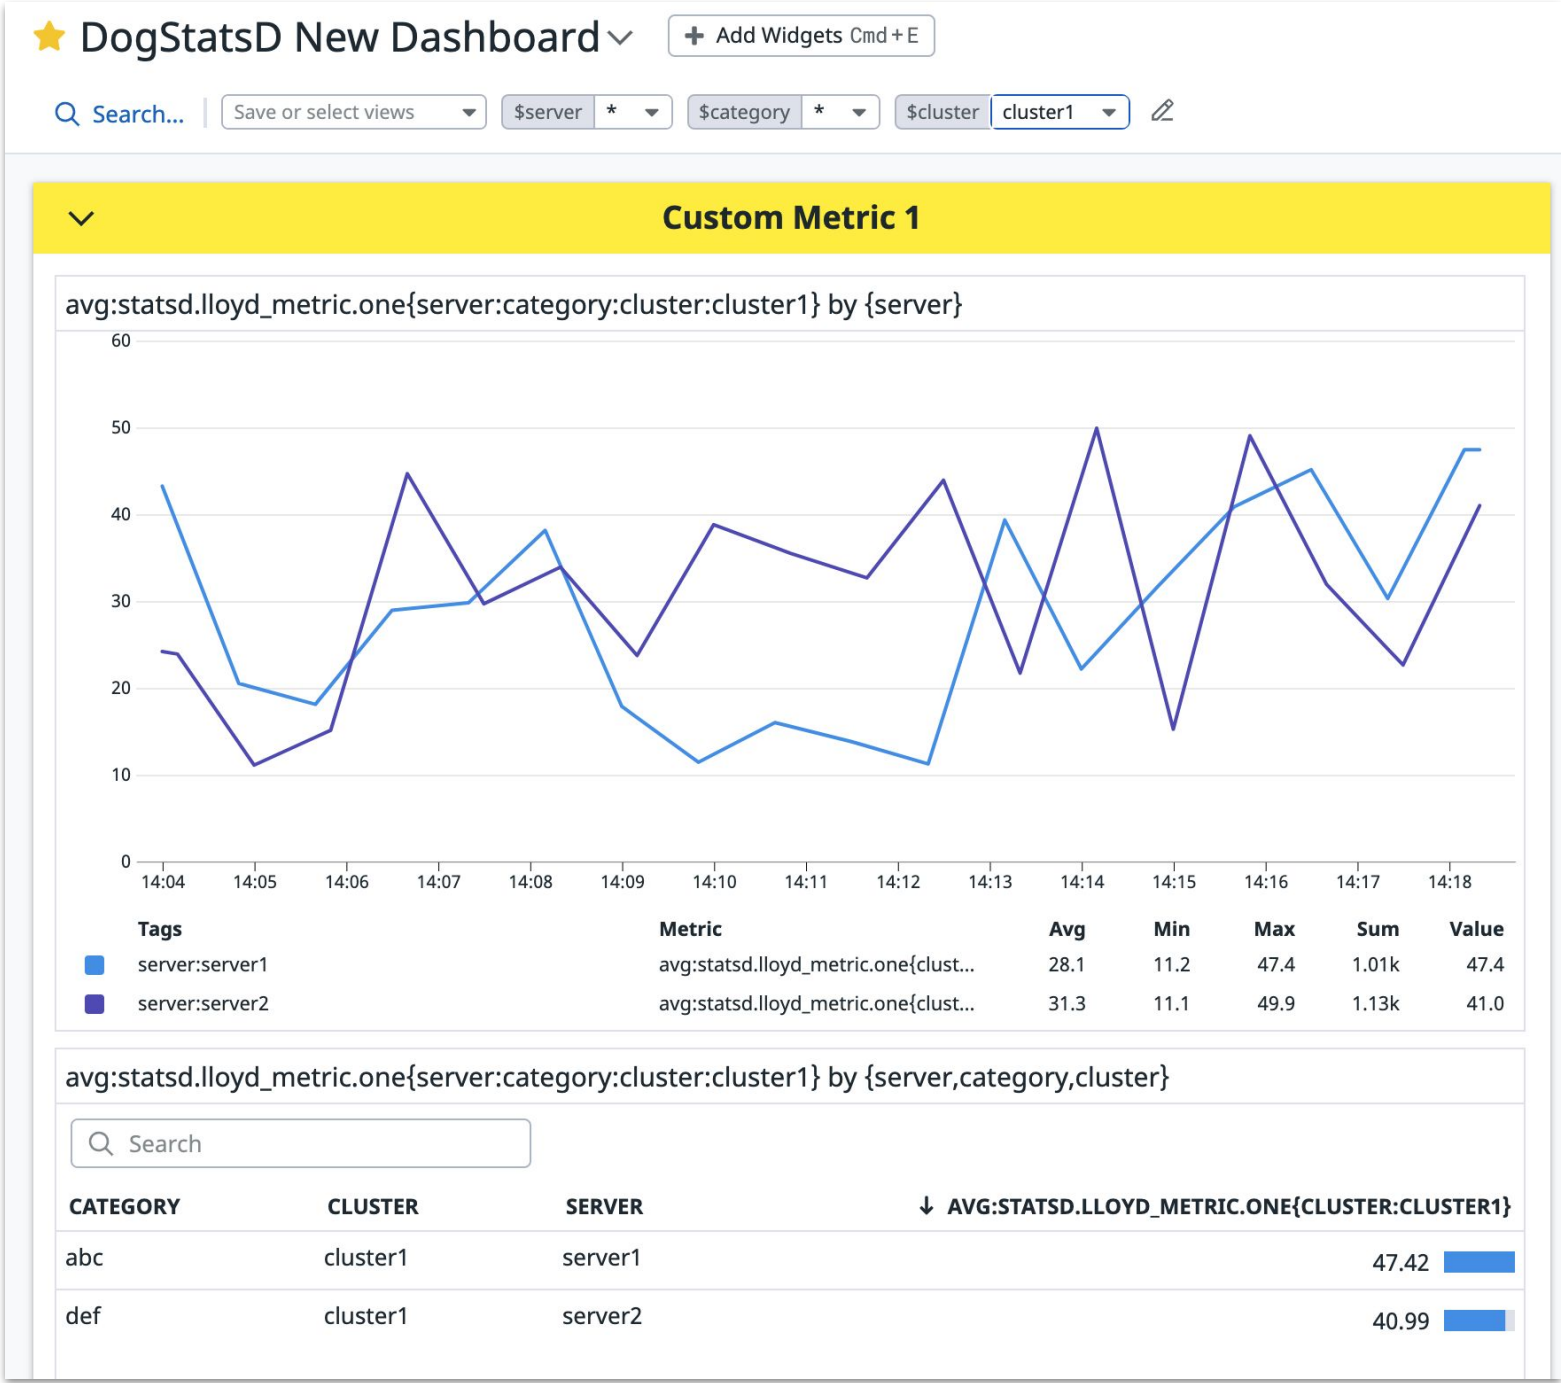 DogStatsD New Dashboard + Add Widgets Cmd+E
Search... Save or select views $server * $category * $cluster cluster1
Custom Metric 1
avg:statsd.lloyd_metric.one{server:category:cluster:cluster1} by {server}
60
50
40
30
20
10
0
14:04 14:05 14:06 14:07 14:08 14:09 14:10 14:11 14:12 14:13 14:14 14:15 14:16 14:17 14:18
Tags Metric Avg Min Max Sum Value
server:server1 avg:statsd.lloyd_metric.one{clust... 28.1 11.2 47.4 1.01k 47.4
server:server2 avg:statsd.lloyd_metric.one{clust... 31.3 11.1 49.9 1.13k 41.0
avg:statsd.lloyd_metric.one{server:category:cluster:cluster1} by {server,category,cluster}
Search
CATEGORY CLUSTER SERVER ↓ AVG:STATSD.LLOYD_METRIC.ONE{CLUSTER:CLUSTER1}
abc cluster1 server1 47.42
def cluster1 server2 40.99